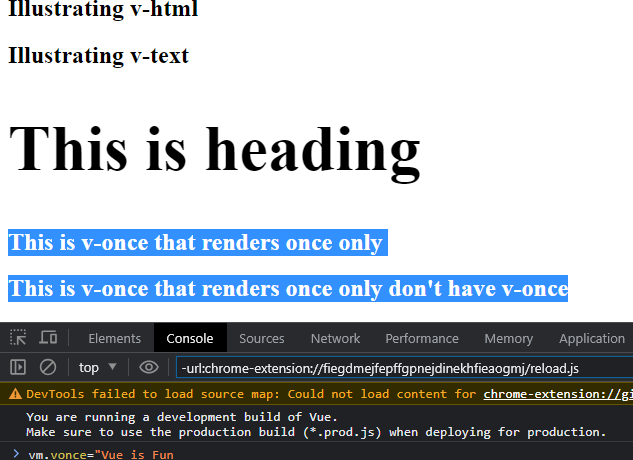 Illustrating v-html
Illustrating v-text
This is heading
This is v-once that renders once only
This is v-once that renders once only don't have v-once
Elements Console Sources Network Performance Memory Application
top -url:chrome-extension://fiegdmejfepffgpnejdinekhfieaogmj/reload.js
DevTools failed to load source map: Could not load content for chrome-extension://gi
You are running a development build of Vue.
Make sure to use the production build (*.prod.js) when deploying for production.
> vm.vonce="Vue is Fun